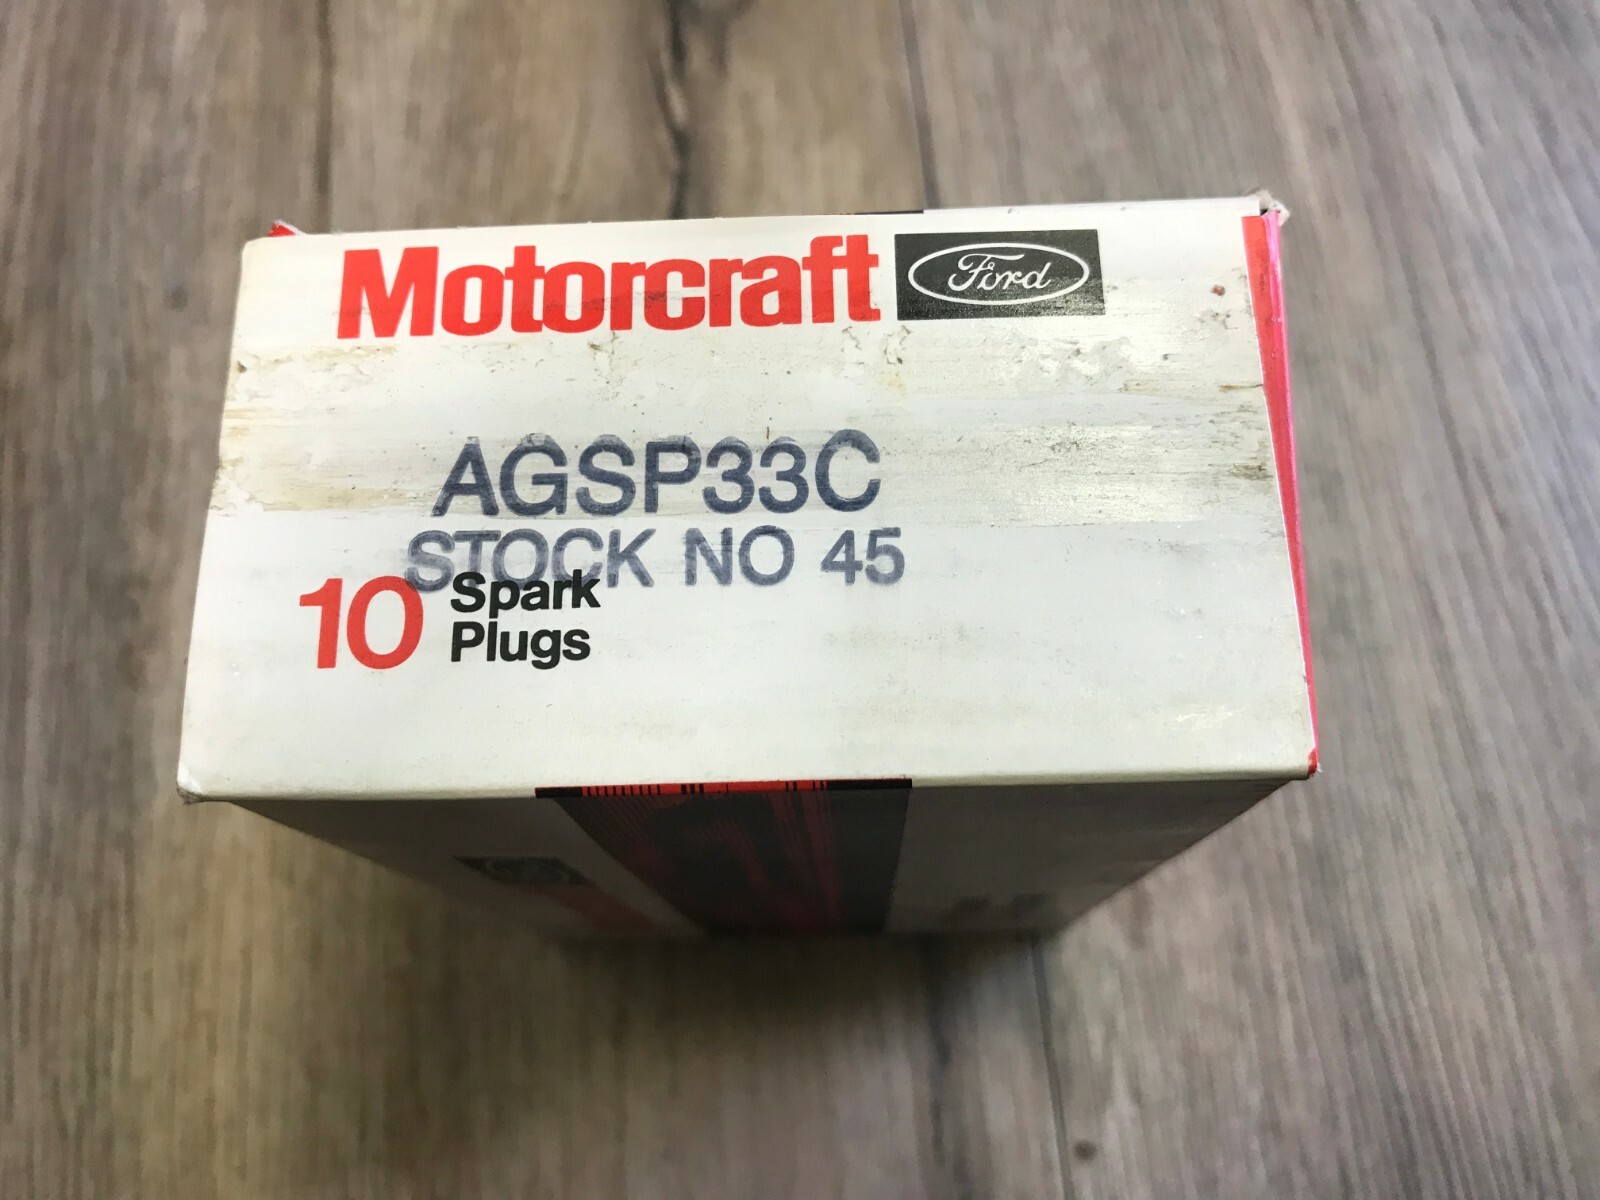 Motorcraft Ford
AGSP33C
STOCK NO 45
10 Spark
Plugs